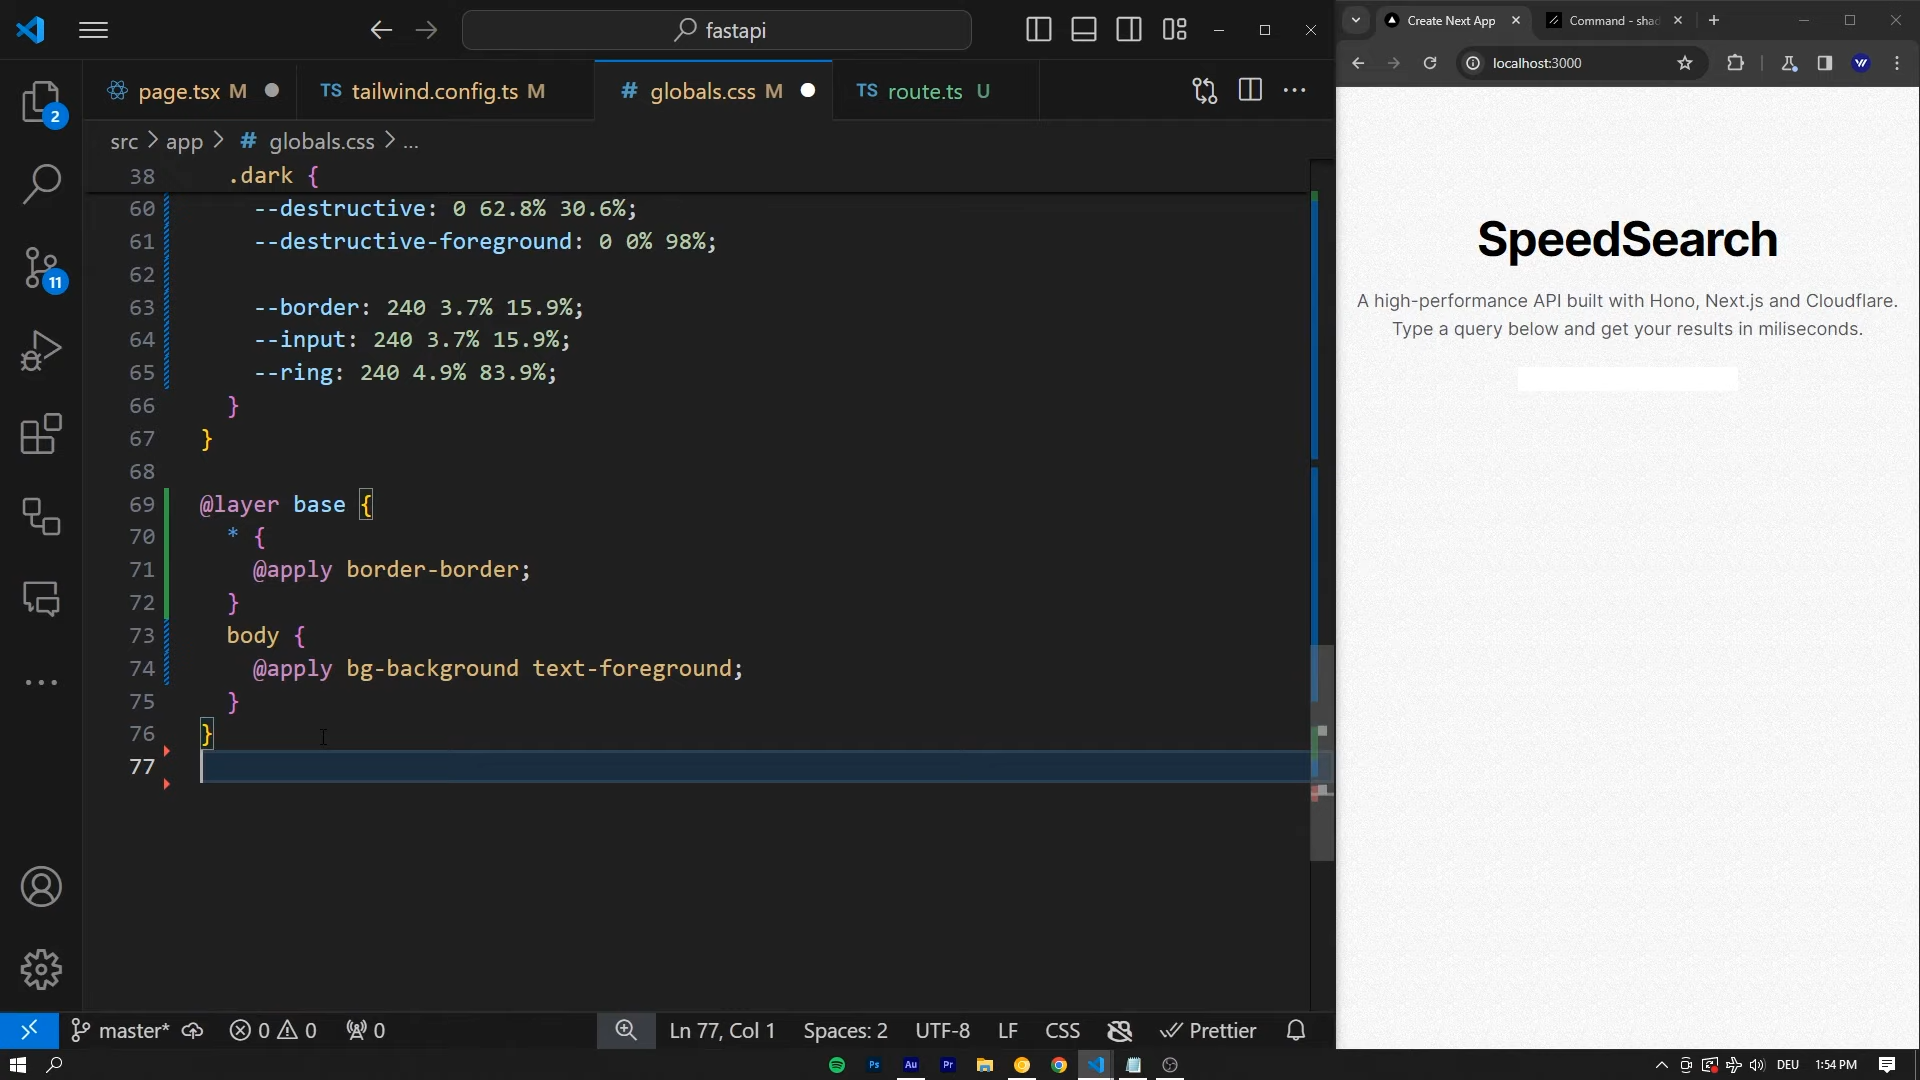 fastapi
page.tsx M
TS tailwind.config.ts M
# globals.css M
TS route.ts U
src > app > # globals.css > ...
38 .dark {
60 --destructive: 0 62.8% 30.6%;
61 --destructive-foreground: 0 0% 98%;
62
63 --border: 240 3.7% 15.9%;
64 --input: 240 3.7% 15.9%;
65 --ring: 240 4.9% 83.9%;
66 }
67 }
68
69 @layer base {
70 * {
71 @apply border-border;
72 }
73 body {
74 @apply bg-background text-foreground;
75 }
76 }
77
2
11
master* 0 0 0
Ln 77, Col 1 Spaces: 2 UTF-8 LF CSS Prettier
Create Next App
Command - shad
localhost:3000
SpeedSearch
A high-performance API built with Hono, Next.js and Cloudflare.
Type a query below and get your results in miliseconds.
Ps Au Pr
DEU 1:54 PM